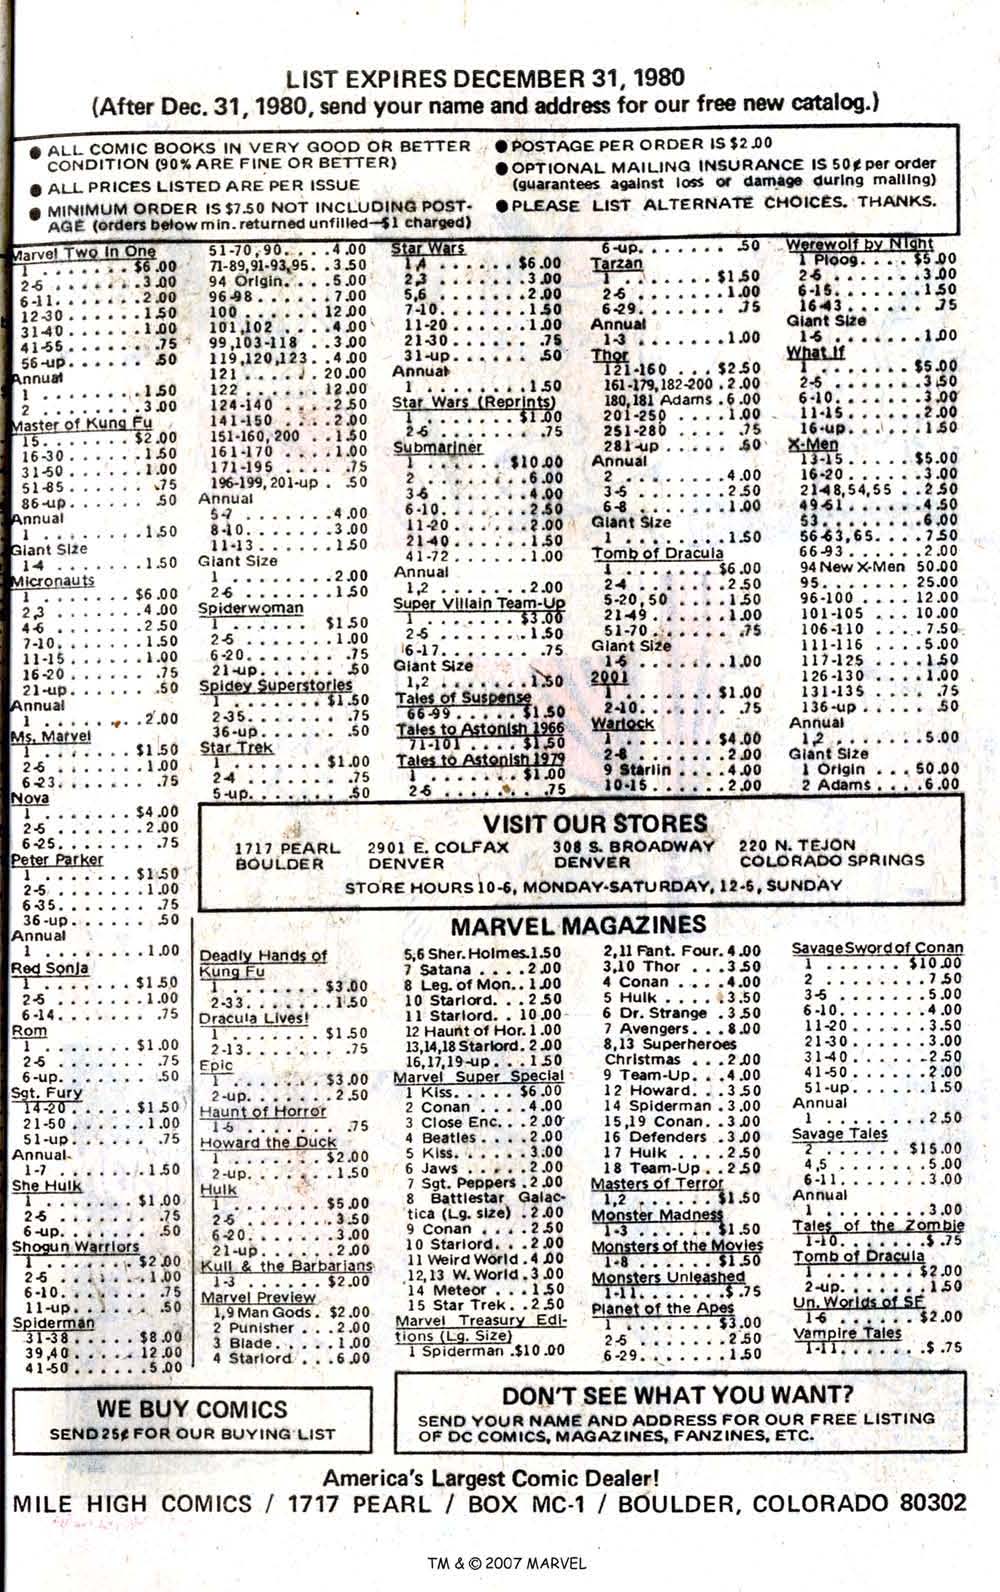 LIST EXPIRES DECEMBER 31, 1980
(After Dec. 31, 1980, send your name and address for our free new catalog.)
● ALL COMIC BOOKS IN VERY GOOD OR BETTER
CONDITION (90% ARE FINE OR BETTER)
● ALL PRICES LISTED ARE PER ISSUE
● MINIMUM ORDER IS $7.50 NOT INCLUDING POST-
AGE (orders below min. returned unfilled—$1 charged)
● POSTAGE PER ORDER IS $2.00
● OPTIONAL MAILING INSURANCE IS 50¢ per order
(guarantees against loss or damage during mailing)
● PLEASE LIST ALTERNATE CHOICES. THANKS.
Marvel Two In One
1 . . . . . . . . $6.00
2-5 . . . . . . . 3.00
6-11. . . . . . . 2.00
12-30 . . . . . . 1.50
31-40 . . . . . . 1.00
41-55 . . . . . . .75
56-up. . . . . . .50
Annual
1 . . . . . . . . 1.50
2 . . . . . . . . 3.00
Master of Kung Fu
15. . . . . . . . $2.00
16-30 . . . . . . 1.50
31-50 . . . . . . 1.00
51-85 . . . . . . .75
86-up. . . . . . .50
Annual
1 . . . . . . . . 1.50
Giant Size
1-4 . . . . . . . 1.50
Micronauts
1 . . . . . . . . $6.00
2,3 . . . . . . . 4.00
4-6 . . . . . . . 2.50
7-10. . . . . . . 1.50
11-15 . . . . . . 1.00
16-20 . . . . . . .75
21-up. . . . . . .50
Annual
1 . . . . . . . . 2.00
Ms. Marvel
1 . . . . . . . . $1.50
2-5 . . . . . . . 1.00
6-23. . . . . . . .75
Nova
1 . . . . . . . . $4.00
2-5 . . . . . . . 2.00
6-25. . . . . . . .75
Peter Parker
1 . . . . . . . . $1.50
2-5 . . . . . . . 1.00
6-35. . . . . . . .75
36-up. . . . . . .50
Annual
1 . . . . . . . . 1.00
Red Sonja
1 . . . . . . . . $1.50
2-5 . . . . . . . 1.00
6-14. . . . . . . .75
Rom
1 . . . . . . . . $1.00
2-5 . . . . . . . .75
6-up. . . . . . . .50
Sgt. Fury
14-20 . . . . . $1.50
21-50 . . . . . . 1.00
51-up. . . . . . .75
Annual
1-7 . . . . . . . 1.50
She Hulk
1 . . . . . . . . $1.00
2-5 . . . . . . . .75
6-up. . . . . . . .50
Shogun Warriors
1 . . . . . . . . $2.00
2-5 . . . . . . . 1.00
6-10. . . . . . . .75
11-up. . . . . . .50
Spiderman
31-38 . . . . . $8.00
39,40 . . . . . 12.00
41-50 . . . . . . 5.00
51-70,90. . . . 4.00
71-89,91-93,95. . 3.50
94 Origin. . . . 5.00
96-98 . . . . . . 7.00
100 . . . . . . 12.00
101,102 . . . . 4.00
99,103-118 . . 3.00
119,120,123 . . 4.00
121 . . . . . . 20.00
122 . . . . . . 12.00
124-140 . . . . 2.50
141-150 . . . . 2.00
151-160, 200 . . 1.50
161-170 . . . . 1.00
171-195 . . . . .75
196-199, 201-up . .50
Annual
5-7 . . . . . . . 4.00
8-10. . . . . . . 3.00
11-13 . . . . . . 1.50
Giant Size
1 . . . . . . . . 2.00
2-6 . . . . . . . 1.50
Spiderwoman
1 . . . . . . . . $1.50
2-5 . . . . . . . 1.00
6-20. . . . . . . .75
21-up. . . . . . .50
Spidey Superstories
1 . . . . . . . . $1.50
2-35. . . . . . . .75
36-up. . . . . . .50
Star Trek
1 . . . . . . . . $1.00
2-4 . . . . . . . .75
5-up. . . . . . . .50
Star Wars
1,4 . . . . . . . $6.00
2,3 . . . . . . . 3.00
5,6 . . . . . . . 2.00
7-10. . . . . . . 1.50
11-20 . . . . . . 1.00
21-30 . . . . . . .75
31-up. . . . . . .50
Annual
1 . . . . . . . . 1.50
Star Wars (Reprints)
1 . . . . . . . . $1.00
2-6 . . . . . . . .75
Submariner
1 . . . . . . . $10.00
2 . . . . . . . . 6.00
3-5 . . . . . . . 4.00
6-10. . . . . . . 2.50
11-20 . . . . . . 2.00
21-40 . . . . . . 1.50
41-72 . . . . . . 1.00
Annual
1,2 . . . . . . . 2.00
Super Villain Team-Up
1 . . . . . . . . $3.00
2-5 . . . . . . . 1.50
6-17. . . . . . . .75
Giant Size
1,2 . . . . . . . 1.50
Tales of Suspense
66-99 . . . . . $1.50
Tales to Astonish 1966
71-101 . . . . $1.50
Tales to Astonish 1979
1 . . . . . . . . $1.00
2-5 . . . . . . . .75
6-up. . . . . . . .50
Tarzan
1 . . . . . . . . $1.50
2-5 . . . . . . . 1.00
6-29. . . . . . . .75
Annual
1-3 . . . . . . . 1.00
Thor
121-160 . . . $2.50
161-179, 182-200 . 2.00
180,181 Adams . 6.00
201-250 . . . . 1.00
251-280 . . . . .75
281-up . . . . . .50
Annual
2 . . . . . . . . 4.00
3-5 . . . . . . . 2.50
6-8 . . . . . . . 1.00
Giant Size
1 . . . . . . . . 1.50
Tomb of Dracula
1 . . . . . . . . $6.00
2-4 . . . . . . . 2.50
5-20, 50 . . . . 1.50
21-49 . . . . . . 1.00
51-70. . . . . . .75
Giant Size
1-5 . . . . . . . 1.00
2001
1 . . . . . . . . $1.00
2-10. . . . . . . .75
Warlock
1 . . . . . . . . $4.00
2-8 . . . . . . . 2.00
9 Starlin . . . . 4.00
10-15. . . . . . 2.00
Werewolf by Night
1 Ploog. . . . $5.00
2-5 . . . . . . . 3.00
6-15. . . . . . . 1.50
16-43 . . . . . . .75
Giant Size
1-5 . . . . . . . 1.00
What If
1 . . . . . . . . $5.00
2-5 . . . . . . . 3.50
6-10. . . . . . . 3.00
11-15 . . . . . . 2.00
16-up. . . . . . 1.50
X-Men
13-15 . . . . . $5.00
16-20 . . . . . . 3.00
21-48, 54, 55 . . 2.50
49-51 . . . . . . 4.50
53. . . . . . . . 6.00
56-63, 65. . . . 7.50
66-93 . . . . . . 2.00
94 New X-Men 50.00
95. . . . . . . 25.00
96-100 . . . . 12.00
101-105 . . . 10.00
106-110 . . . . 7.50
111-116 . . . . 5.00
117-125 . . . . 1.50
126-130 . . . . 1.00
131-135 . . . . .75
136-up . . . . . .50
Annual
1,2 . . . . . . . 5.00
Giant Size
1 Origin . . . 50.00
2 Adams . . . . 6.00
VISIT OUR STORES
1717 PEARL 2901 E. COLFAX 308 S. BROADWAY 220 N. TEJON
BOULDER DENVER DENVER COLORADO SPRINGS
STORE HOURS 10-6, MONDAY-SATURDAY, 12-5, SUNDAY
MARVEL MAGAZINES
Deadly Hands of
Kung Fu
1 . . . . . . . . $3.00
2-33. . . . . . . 1.50
Dracula Lives!
1 . . . . . . . . $1.50
2-13. . . . . . . .75
Epic
1 . . . . . . . . $3.00
2-up. . . . . . . 2.50
Haunt of Horror
1-5 . . . . . . . .75
Howard the Duck
1 . . . . . . . . $2.00
2-up. . . . . . . 1.50
Hulk
1 . . . . . . . . $5.00
2-5 . . . . . . . 3.50
6-20. . . . . . . 3.00
21-up. . . . . . 2.00
Kull & the Barbarians
1-3 . . . . . . . $2.00
Marvel Preview
1,9 Man Gods . $2.00
2 Punisher . . . 2.00
3 Blade. . . . . 1.00
4 Starlord . . . 6.00
5,6 Sher. Holmes. 1.50
7 Satana . . . . 2.00
8 Leg. of Mon. . 1.00
10 Starlord. . . 2.50
11 Starlord. . 10.00
12 Haunt of Hor. 1.00
13,14,18 Starlord. 2.00
16,17,19-up. . . 1.50
Marvel Super Special
1 Kiss. . . . . $6.00
2 Conan . . . . 4.00
3 Close Enc. . . 2.00
4 Beatles . . . . 2.00
5 Kiss. . . . . . 3.00
6 Jaws . . . . . 2.00
7 Sgt. Peppers . 2.00
8 Battlestar Galac-
tica (Lg. size) . 2.00
9 Conan . . . . 2.50
10 Starlord. . . 2.00
11 Weird World . 4.00
12,13 W. World . 3.00
14 Meteor . . . 1.50
15 Star Trek. . 2.50
Marvel Treasury Edi-
tions (Lg. Size)
1 Spiderman . $10.00
2,11 Fant. Four. 4.00
3,10 Thor . . . 3.50
4 Conan . . . . 4.00
5 Hulk . . . . . 3.50
6 Dr. Strange . 3.50
7 Avengers. . . 8.00
8,13 Superheroes
Christmas . . . 2.00
9 Team-Up. . . 4.00
12 Howard. . . 3.50
14 Spiderman . 3.00
15,19 Conan. . 3.00
16 Defenders . 3.00
17 Hulk . . . . 2.50
18 Team-Up . . 2.50
Masters of Terror
1,2 . . . . . . . $1.50
Monster Madness
1-3 . . . . . . . $1.50
Monsters of the Movies
1-8 . . . . . . . $1.50
Monsters Unleashed
1-11. . . . . . . $ .75
Planet of the Apes
1 . . . . . . . . $3.00
2-5 . . . . . . . 2.50
6-29. . . . . . . 1.50
Savage Sword of Conan
1 . . . . . . . $10.00
2 . . . . . . . . 7.50
3-5 . . . . . . . 5.00
6-10. . . . . . . 4.00
11-20 . . . . . . 3.50
21-30 . . . . . . 3.00
31-40 . . . . . . 2.50
41-50 . . . . . . 2.00
51-up. . . . . . 1.50
Annual
1 . . . . . . . . 2.50
Savage Tales
2 . . . . . . . $15.00
4,5 . . . . . . . 5.00
6-11. . . . . . . 3.00
Annual
1 . . . . . . . . 3.00
Tales of the Zombie
1-10. . . . . . . $ .75
Tomb of Dracula
1 . . . . . . . . $2.00
2-up. . . . . . . 1.50
Un. Worlds of SF
1-6 . . . . . . . $2.00
Vampire Tales
1-11. . . . . . . $ .75
WE BUY COMICS
SEND 25¢ FOR OUR BUYING LIST
DON'T SEE WHAT YOU WANT?
SEND YOUR NAME AND ADDRESS FOR OUR FREE LISTING
OF DC COMICS, MAGAZINES, FANZINES, ETC.
America's Largest Comic Dealer!
MILE HIGH COMICS / 1717 PEARL / BOX MC-1 / BOULDER, COLORADO 80302
TM & © 2007 MARVEL